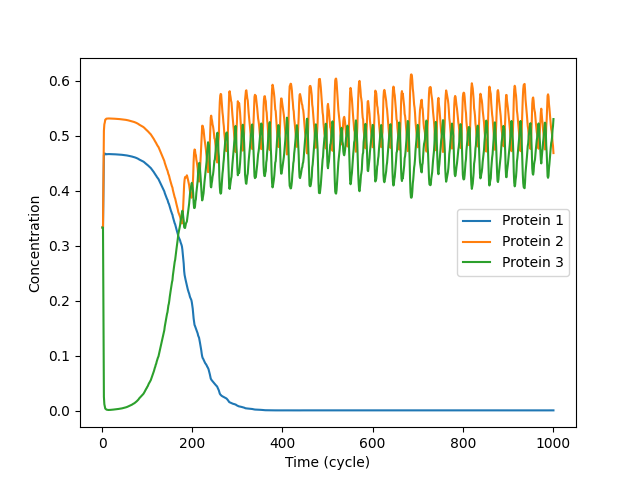 0.6
0.5
0.4
0.3
0.2
0.1
0.0
Concentration
Protein 1
Protein 2
Protein 3
0
200
400
600
800
1000
Time (cycle)